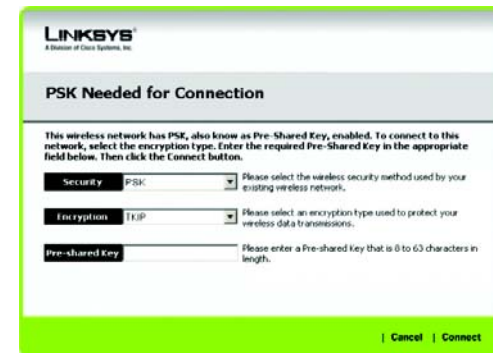 LINKSYS®
A Division of Cisco Systems, Inc.
PSK Needed for Connection
This wireless network has PSK, also know as Pre-Shared Key, enabled. To connect to this
network, select the encryption type. Enter the required Pre-Shared Key in the appropriate
field below. Then click the Connect button.
Security PSK Please select the wireless security method used by your
existing wireless network.
Encryption TKIP Please select an encryption type used to protect your
wireless data transmissions.
Pre-shared Key Please enter a Pre-shared Key that is 8 to 63 characters in
length.
| Cancel | Connect